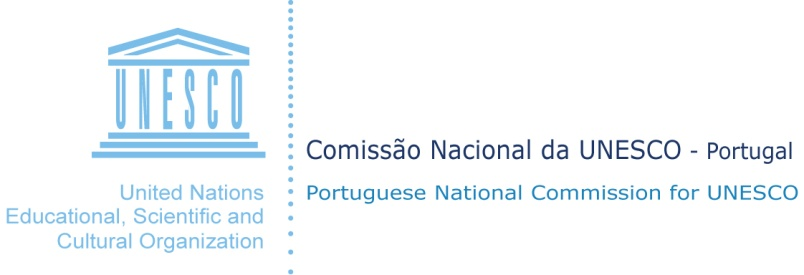 UNESCO
United Nations
Educational, Scientific and
Cultural Organization
Comissão Nacional da UNESCO - Portugal
Portuguese National Commission for UNESCO